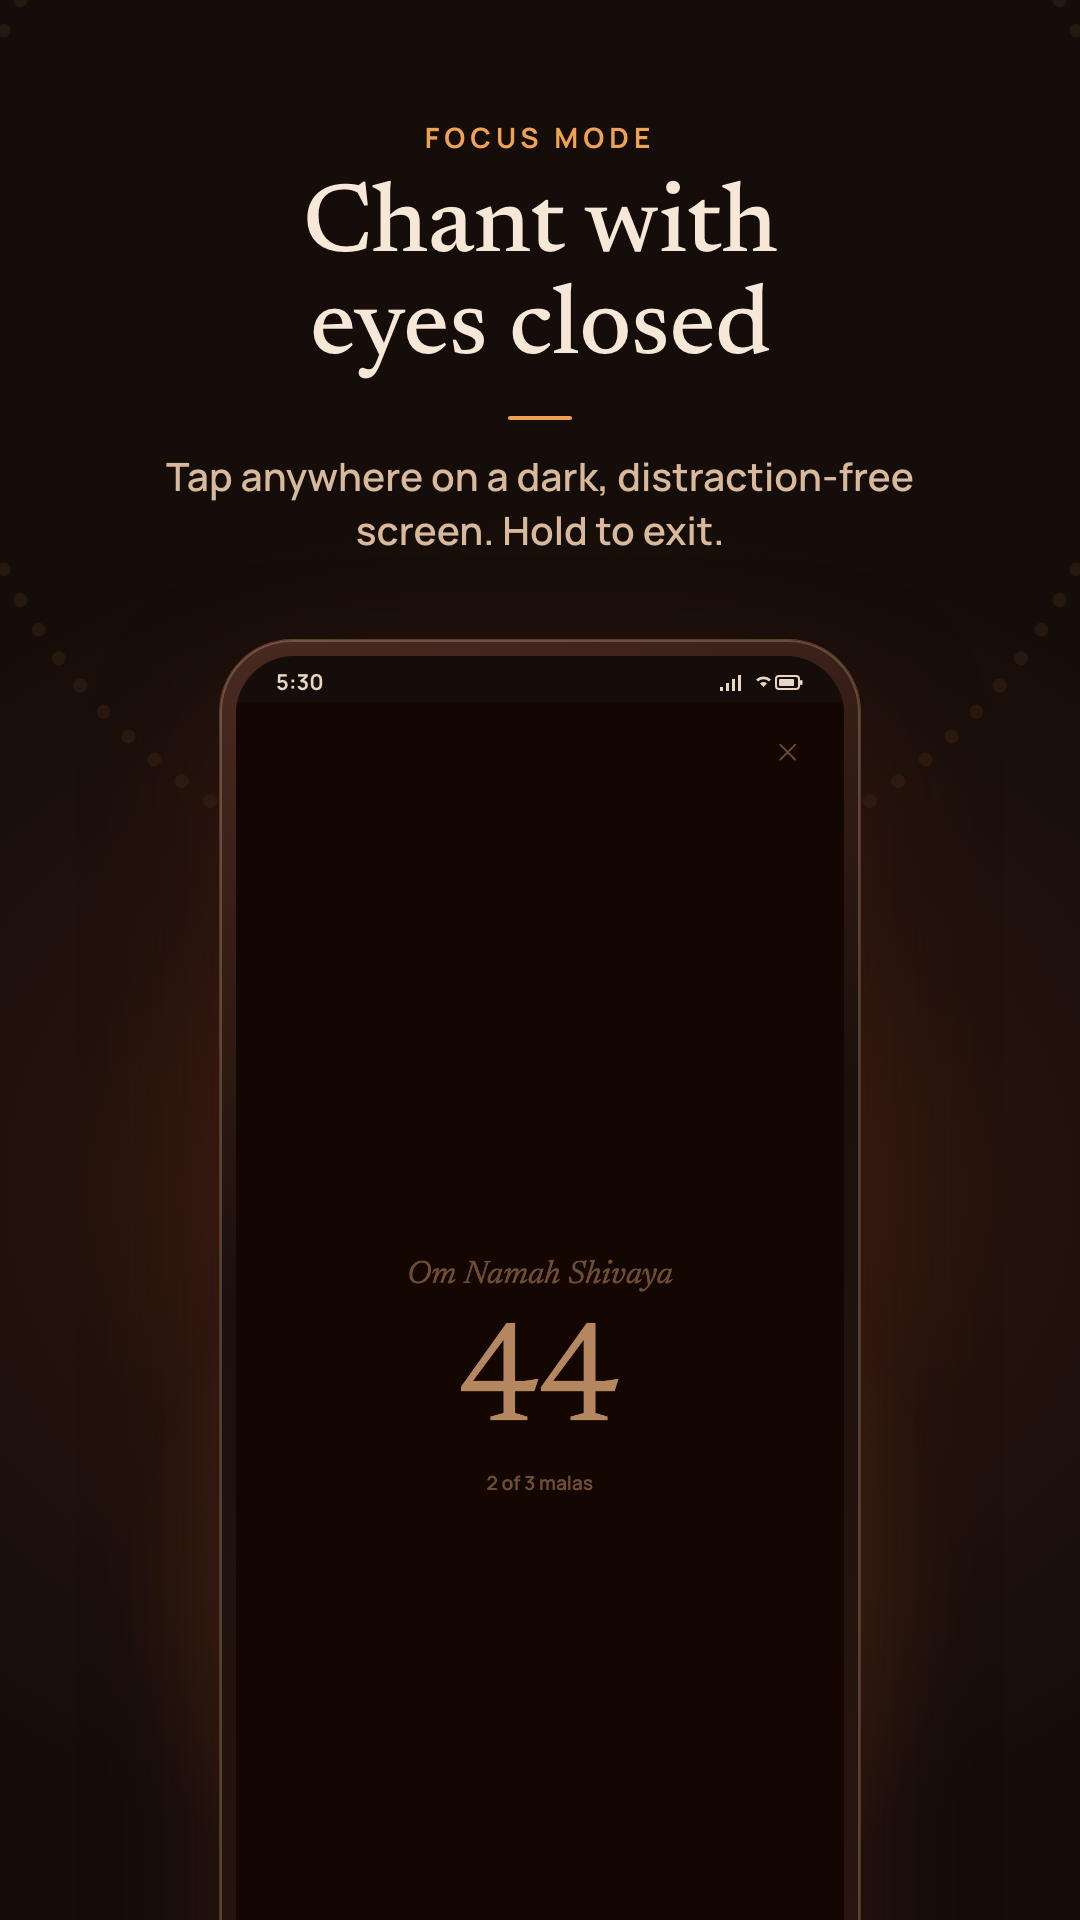 FOCUS MODE
Chant with
eyes closed
Tap anywhere on a dark, distraction-free
screen. Hold to exit.
5:30
Om Namah Shivaya
44
2 of 3 malas